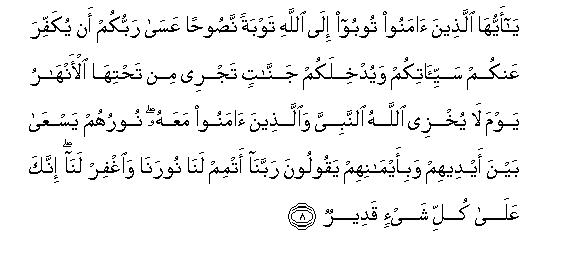 يَـٰٓأَيُّهَا ٱلَّذِينَ ءَامَنُوا۟ تُوبُوٓا۟ إِلَى ٱللَّهِ تَوْبَةً نَّصُوحًا عَسَىٰ رَبُّكُمْ أَن يُكَفِّرَ
عَنكُمْ سَيِّـَٔاتِكُمْ وَيُدْخِلَكُمْ جَنَّـٰتٍ تَجْرِى مِن تَحْتِهَا ٱلْأَنْهَـٰرُ
يَوْمَ لَا يُخْزِى ٱللَّهُ ٱلنَّبِىَّ وَٱلَّذِينَ ءَامَنُوا۟ مَعَهُۥ ۖ نُورُهُمْ يَسْعَىٰ
بَيْنَ أَيْدِيهِمْ وَبِأَيْمَـٰنِهِمْ يَقُولُونَ رَبَّنَآ أَتْمِمْ لَنَا نُورَنَا وَٱغْفِرْ لَنَآ ۖ إِنَّكَ
عَلَىٰ كُلِّ شَىْءٍ قَدِيرٌ ٨